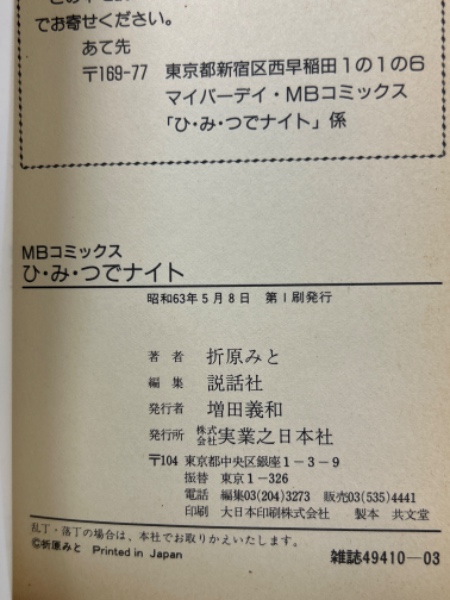 でお寄せください。
あて先
〒169-77 東京都新宿区西早稲田1の1の6
マイバーデイ・MBコミックス
「ひ・み・つでナイト」係
MBコミックス
ひ・み・つでナイト
昭和63年5月8日 第1刷発行
著者 折原みと
編集 説話社
発行者 増田義和
発行所 株式会社実業之日本社
〒104 東京都中央区銀座1-3-9
振替 東京1-326
電話 編集03(204)3273 販売03(535)4441
印刷 大日本印刷株式会社 製本 共文堂
乱丁・落丁の場合は、本社でお取りかえいたします。
©折原みと Printed in Japan
雑誌49410-03